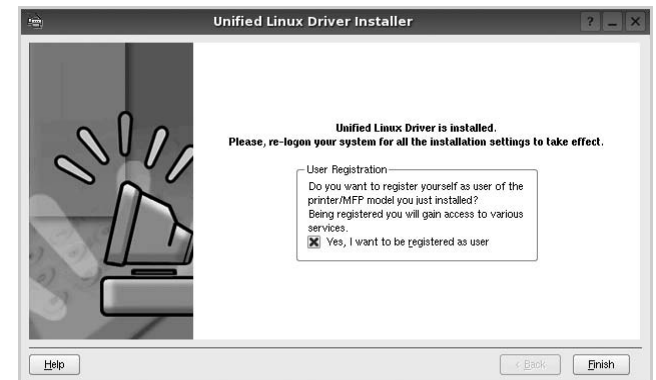 Unified Linux Driver Installer
Unified Linux Driver is installed.
Please, re-logon your system for all the installation settings to take effect.
User Registration
Do you want to register yourself as user of the
printer/MFP model you just installed?
Being registered you will gain access to various
services.
Yes, I want to be registered as user
Help
< Back
Finish